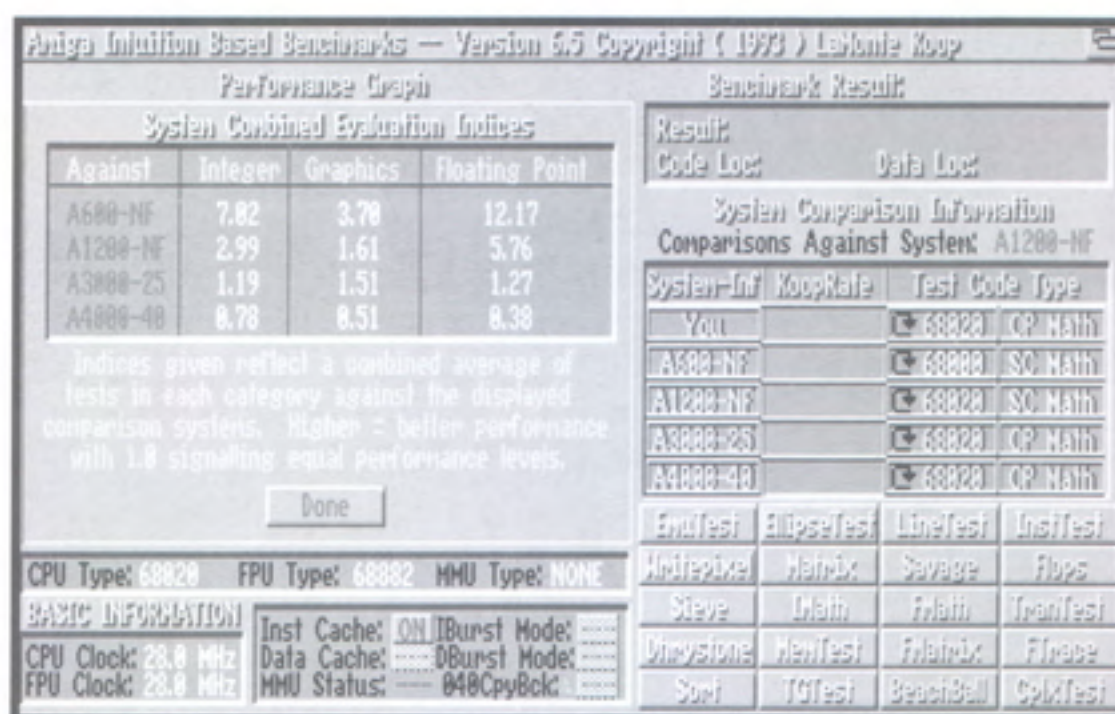 Amiga Intuition Based Benchmarks — Version 6.5 Copyright ( 1993 ) LaMonte Koop
Performance Graph
System Combined Evaluation Indices
Against Integer Graphics Floating Point
A600-NF 7.02 3.70 12.17
A1200-NF 2.99 1.61 5.76
A3000-25 1.19 1.51 1.27
A4000-40 0.78 0.51 0.38
Indices given reflect a combined average of
tests in each category against the displayed
comparison systems. Higher = better performance
with 1.0 signalling equal performance levels.
Done
CPU Type: 68020 FPU Type: 68882 MMU Type: NONE
BASIC INFORMATION
CPU Clock: 28.0 MHz
FPU Clock: 28.0 MHz
Inst Cache: ON IBurst Mode:
Data Cache: DBurst Mode:
MMU Status: --- 040CpyBck:
Benchmark Result:
Result:
Code Loc: Data Loc:
System Comparison Information
Comparisons Against System: A1200-NF
System-Inf KoopRate Test Code Type
You 68020 CP Math
A600-NF 68000 SC Math
A1200-NF 68020 SC Math
A3000-25 68020 CP Math
A4000-40 68020 CP Math
EmuTest EllipseTest LineTest InstTest
Writepixel Matrix Savage Flops
Sieve IMath FMath TranTest
Dhrystone MemTest FMatrix FTrace
Sort TGTest BeachBall CplxTest